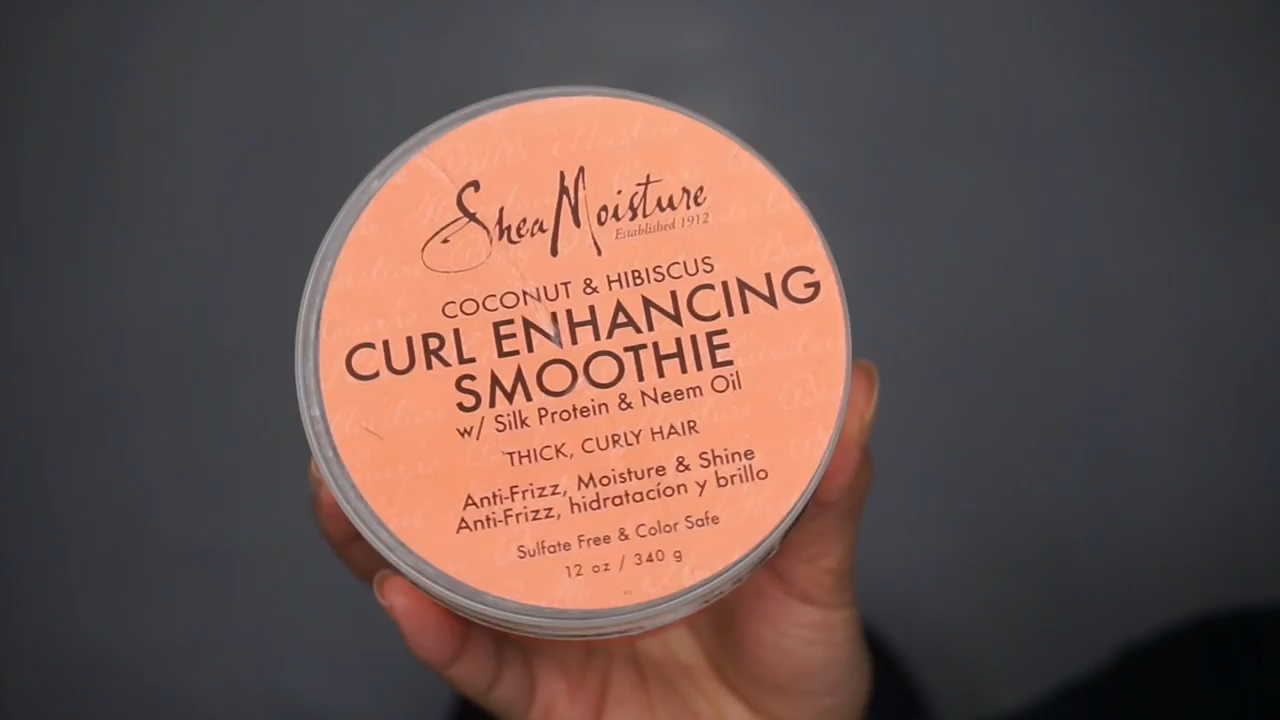 SheaMoisture
Established 1912
COCONUT & HIBISCUS
CURL ENHANCING
SMOOTHIE
w/ Silk Protein & Neem Oil
THICK, CURLY HAIR
Anti-Frizz, Moisture & Shine
Anti-Frizz, hidratacíon y brillo
Sulfate Free & Color Safe
12 oz / 340 g